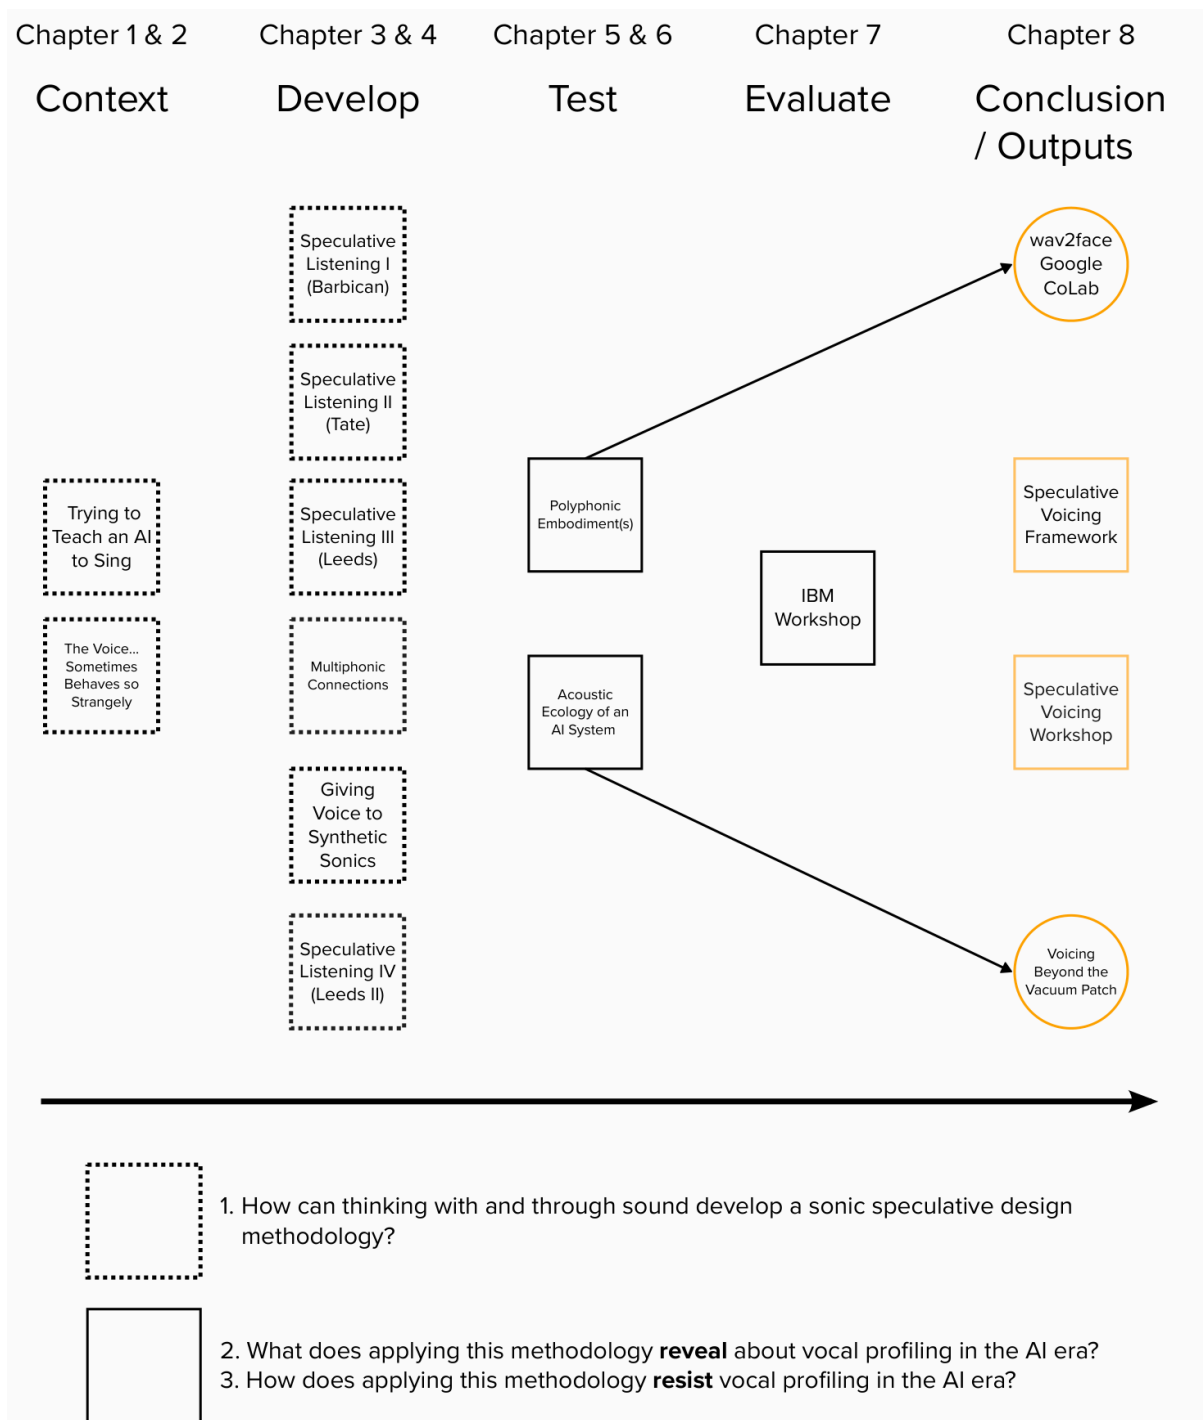 Chapter 1 & 2
Chapter 3 & 4
Chapter 5 & 6
Chapter 7
Chapter 8
Context
Develop
Test
Evaluate
Conclusion
/ Outputs
Trying to
Teach an AI
to Sing
The Voice...
Sometimes
Behaves so
Strangely
Speculative
Listening I
(Barbican)
Speculative
Listening II
(Tate)
Speculative
Listening III
(Leeds)
Multiphonic
Connections
Giving
Voice to
Synthetic
Sonics
Speculative
Listening IV
(Leeds II)
Polyphonic
Embodiment(s)
Acoustic
Ecology of an
AI System
IBM
Workshop
wav2face
Google
CoLab
Speculative
Voicing
Framework
Speculative
Voicing
Workshop
Voicing
Beyond the
Vacuum Patch
1. How can thinking with and through sound develop a sonic speculative design
methodology?
2. What does applying this methodology reveal about vocal profiling in the AI era?
3. How does applying this methodology resist vocal profiling in the AI era?